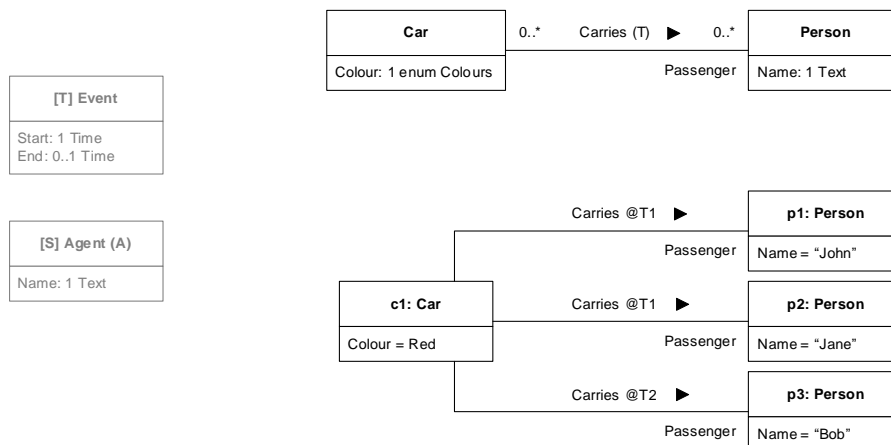 Car
0..*
Carries (T) ►
0..*
Person
Colour: 1 enum Colours
Passenger
Name: 1 Text
[T] Event
Start: 1 Time
End: 0..1 Time
Carries @T1 ►
p1: Person
[S] Agent (A)
Passenger
Name = “John”
Name: 1 Text
c1: Car
Carries @T1 ►
p2: Person
Colour = Red
Passenger
Name = “Jane”
Carries @T2 ►
p3: Person
Passenger
Name = “Bob”